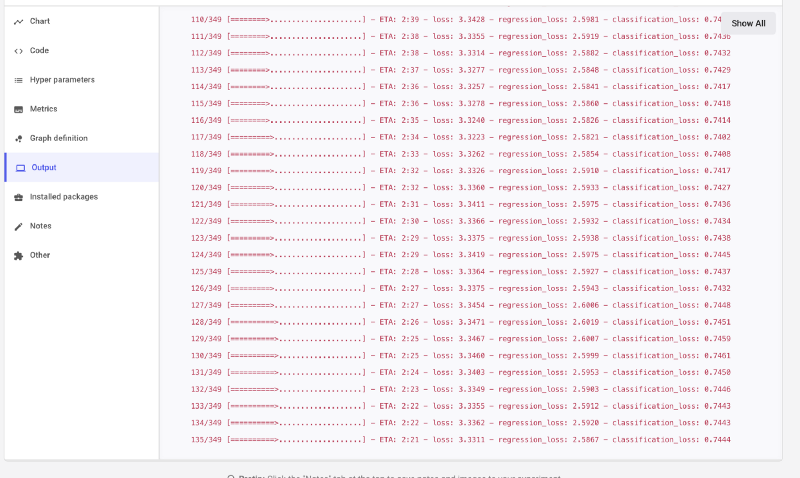 Chart
Code
Hyper parameters
Metrics
Graph definition
Output
Installed packages
Notes
Other
Show All
110/349 [========>.....................] - ETA: 2:39 - loss: 3.3428 - regression_loss: 2.5981 - classification_loss:
111/349 [========>.....................] - ETA: 2:38 - loss: 3.3355 - regression_loss: 2.5919 - classification_loss: 0.7436
112/349 [========>.....................] - ETA: 2:38 - loss: 3.3314 - regression_loss: 2.5882 - classification_loss: 0.7432
113/349 [========>.....................] - ETA: 2:37 - loss: 3.3277 - regression_loss: 2.5848 - classification_loss: 0.7429
114/349 [========>.....................] - ETA: 2:36 - loss: 3.3257 - regression_loss: 2.5841 - classification_loss: 0.7417
115/349 [========>.....................] - ETA: 2:36 - loss: 3.3278 - regression_loss: 2.5860 - classification_loss: 0.7418
116/349 [========>.....................] - ETA: 2:35 - loss: 3.3240 - regression_loss: 2.5826 - classification_loss: 0.7414
117/349 [=========>....................] - ETA: 2:34 - loss: 3.3223 - regression_loss: 2.5821 - classification_loss: 0.7402
118/349 [=========>....................] - ETA: 2:33 - loss: 3.3262 - regression_loss: 2.5854 - classification_loss: 0.7408
119/349 [=========>....................] - ETA: 2:32 - loss: 3.3326 - regression_loss: 2.5910 - classification_loss: 0.7417
120/349 [=========>....................] - ETA: 2:32 - loss: 3.3360 - regression_loss: 2.5933 - classification_loss: 0.7427
121/349 [=========>....................] - ETA: 2:31 - loss: 3.3411 - regression_loss: 2.5975 - classification_loss: 0.7436
122/349 [=========>....................] - ETA: 2:30 - loss: 3.3366 - regression_loss: 2.5932 - classification_loss: 0.7434
123/349 [=========>....................] - ETA: 2:29 - loss: 3.3375 - regression_loss: 2.5938 - classification_loss: 0.7438
124/349 [=========>....................] - ETA: 2:29 - loss: 3.3419 - regression_loss: 2.5975 - classification_loss: 0.7445
125/349 [=========>....................] - ETA: 2:28 - loss: 3.3364 - regression_loss: 2.5927 - classification_loss: 0.7437
126/349 [=========>....................] - ETA: 2:27 - loss: 3.3375 - regression_loss: 2.5943 - classification_loss: 0.7432
127/349 [=========>....................] - ETA: 2:27 - loss: 3.3454 - regression_loss: 2.6006 - classification_loss: 0.7448
128/349 [==========>...................] - ETA: 2:26 - loss: 3.3471 - regression_loss: 2.6019 - classification_loss: 0.7451
129/349 [==========>...................] - ETA: 2:25 - loss: 3.3467 - regression_loss: 2.6007 - classification_loss: 0.7459
130/349 [==========>...................] - ETA: 2:25 - loss: 3.3460 - regression_loss: 2.5999 - classification_loss: 0.7461
131/349 [==========>...................] - ETA: 2:24 - loss: 3.3403 - regression_loss: 2.5953 - classification_loss: 0.7450
132/349 [==========>...................] - ETA: 2:23 - loss: 3.3349 - regression_loss: 2.5903 - classification_loss: 0.7446
133/349 [==========>...................] - ETA: 2:22 - loss: 3.3355 - regression_loss: 2.5912 - classification_loss: 0.7443
134/349 [==========>...................] - ETA: 2:22 - loss: 3.3362 - regression_loss: 2.5920 - classification_loss: 0.7443
135/349 [==========>...................] - ETA: 2:21 - loss: 3.3311 - regression_loss: 2.5867 - classification_loss: 0.7444